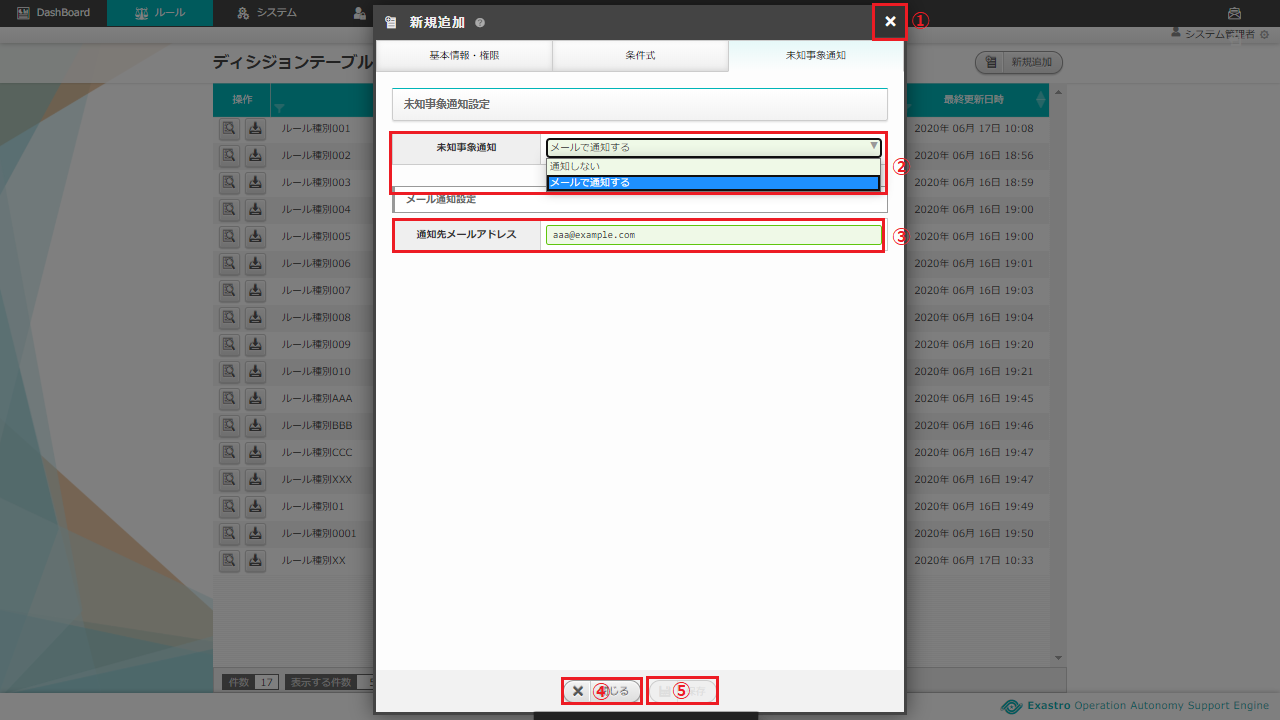 DashBoard
ルール
システム
新規追加
①
システム管理者
ディシジョンテーブル
新規追加
基本情報・権限
条件式
未知事象通知
未知事象通知設定
未知事象通知
メールで通知する
通知しない
メールで通知する
②
メール通知設定
通知先メールアドレス
aaa@example.com
③
操作
最終更新日時
ルール種別001
2020年 06月 17日 10:08
ルール種別002
2020年 06月 16日 18:56
ルール種別003
2020年 06月 16日 18:59
ルール種別004
2020年 06月 16日 19:00
ルール種別005
2020年 06月 16日 19:00
ルール種別006
2020年 06月 16日 19:01
ルール種別007
2020年 06月 16日 19:03
ルール種別008
2020年 06月 16日 19:04
ルール種別009
2020年 06月 16日 19:20
ルール種別010
2020年 06月 16日 19:21
ルール種別AAA
2020年 06月 16日 19:45
ルール種別BBB
2020年 06月 16日 19:46
ルール種別CCC
2020年 06月 16日 19:47
ルール種別XXX
2020年 06月 16日 19:47
ルール種別01
2020年 06月 16日 19:49
ルール種別0001
2020年 06月 16日 19:50
ルール種別XX
2020年 06月 17日 10:33
件数 17 表示する件数
④
じる
⑤
存
Exastro Operation Autonomy Support Engine